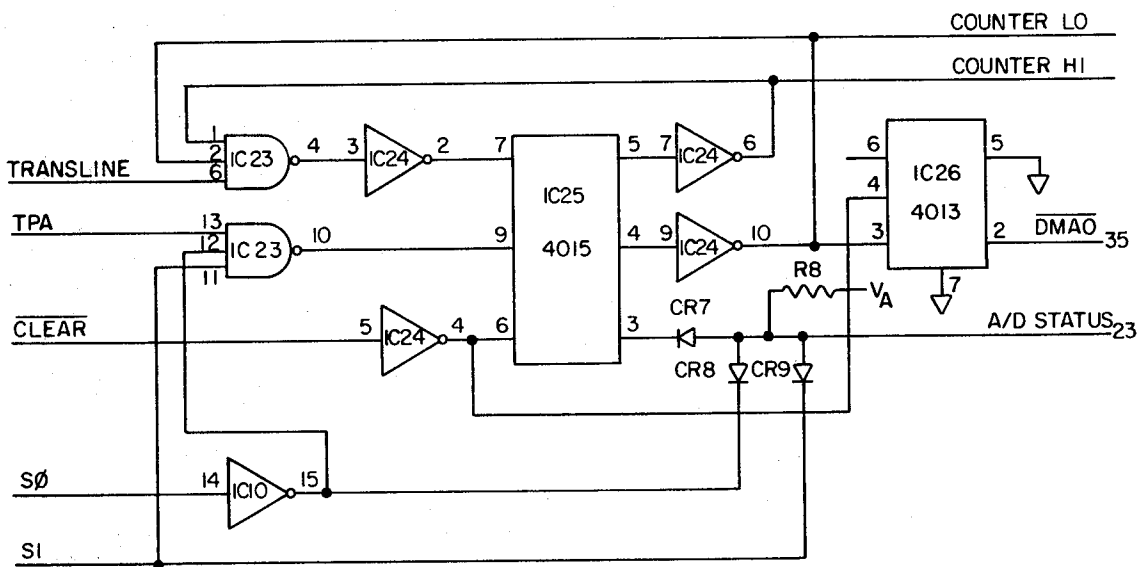 COUNTER LO
COUNTER HI
1
2
6
IC23
4
3
IC24
2
7
5
7
IC24
6
6
5
IC26
4013
4
3
2
7
TRANSLINE
TPA
13
12
11
IC23
10
9
IC25
4015
4
9
IC24
10
DMAO
35
R8
VA
CLEAR
5
IC24
4
6
3
CR7
CR8
CR9
A/D STATUS
23
SØ
14
IC10
15
S1